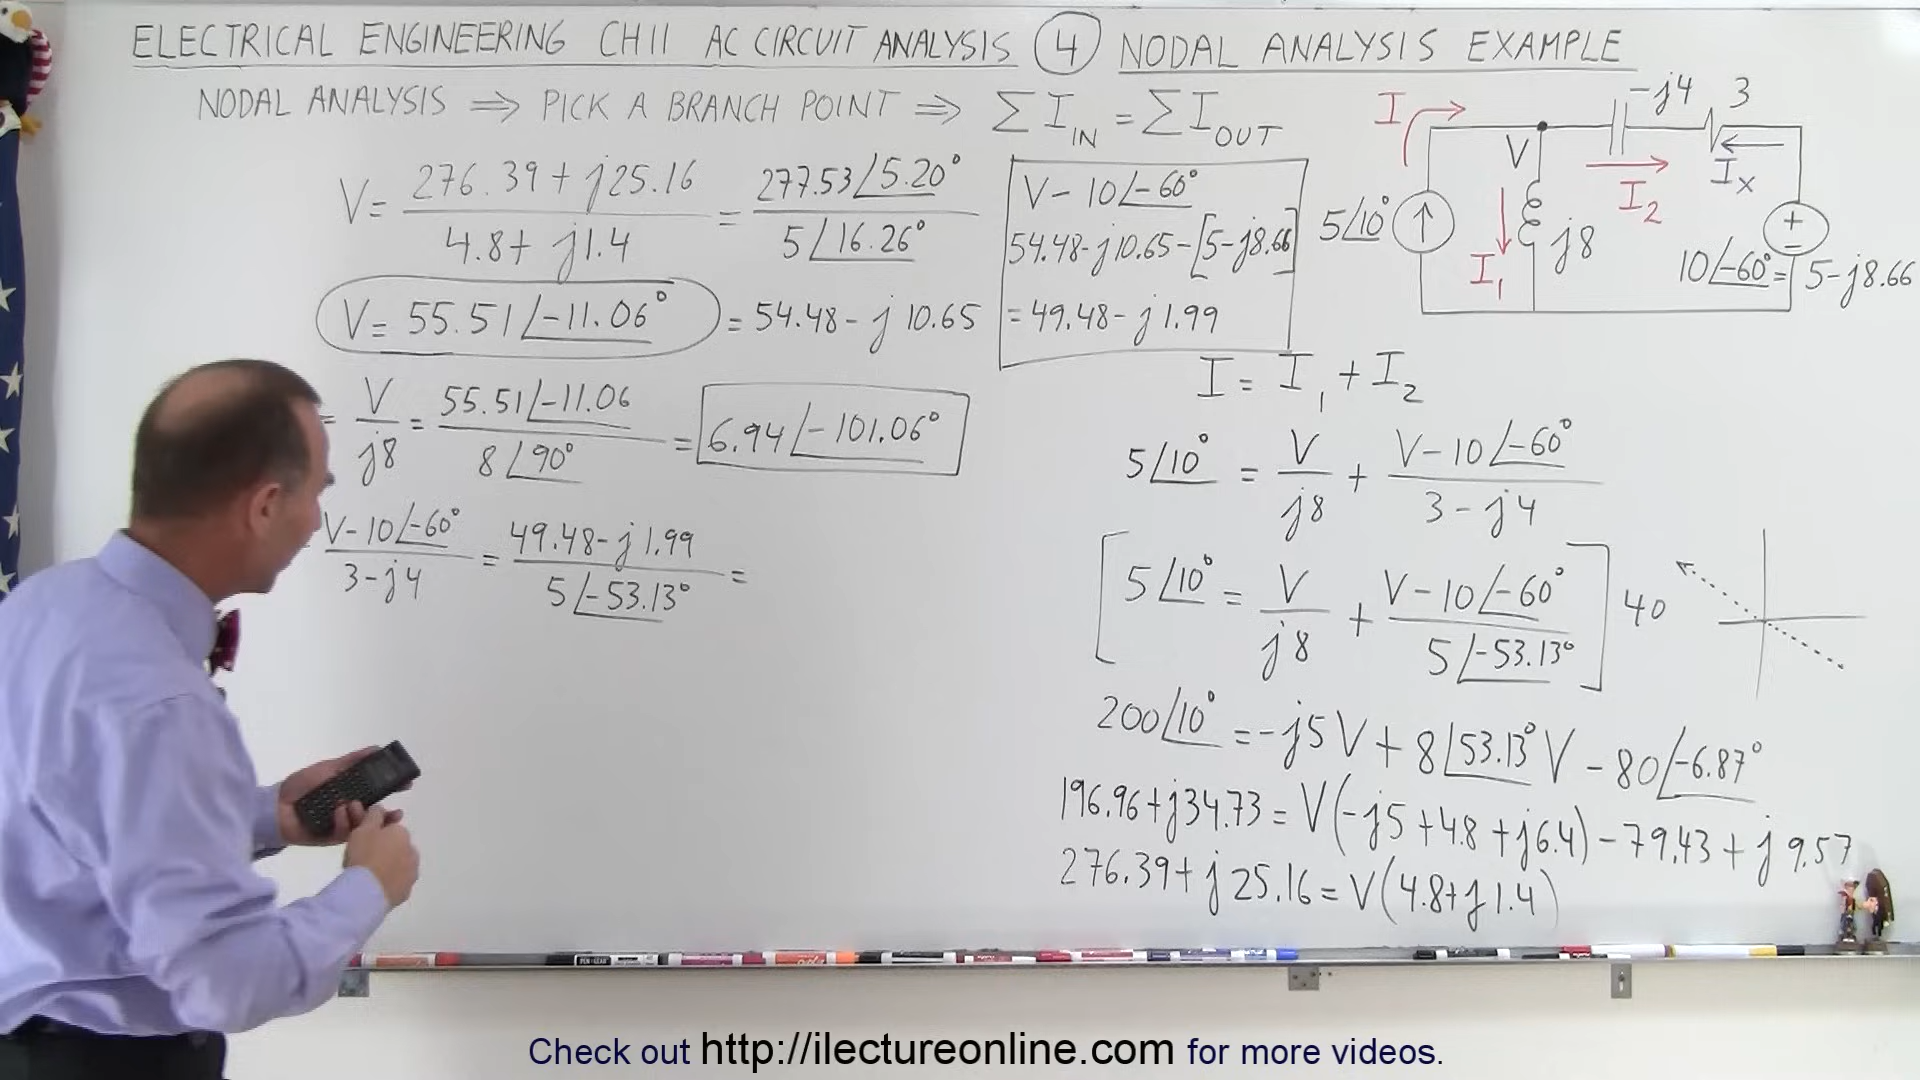 ELECTRICAL ENGINEERING CH 11 AC CIRCUIT ANALYSIS 4 NODAL ANALYSIS EXAMPLE
NODAL ANALYSIS ⇒ PICK A BRANCH POINT ⇒ ΣI_IN = ΣI_OUT
V = (276.39 + j25.16)/(4.8 + j1.4) = 277.53∠5.20°/5∠16.26°
V = 55.51∠-11.06° = 54.48 - j10.65
= V/j8 = 55.51∠-11.06/8∠90° = 6.94∠-101.06°
V - 10∠-60°/(3 - j4) = (49.48 - j1.99)/5∠-53.13° =
V - 10∠-60°
54.48 - j10.65 - [5 - j8.66]
= 49.48 - j1.99
I
-j4
3
V
I_x
I_2
5∠10°
+
-
I_1
j8
10∠-60° = 5 - j8.66
I = I_1 + I_2
5∠10° = V/j8 + (V - 10∠-60°)/(3 - j4)
[5∠10° = V/j8 + (V - 10∠-60°)/5∠-53.13°] 40
200∠10° = -j5V + 8∠53.13° V - 80∠-6.87°
196.96 + j34.73 = V(-j5 + 4.8 + j6.4) - 79.43 + j9.57
276.39 + j25.16 = V(4.8 + j1.4)
Check out http://ilectureonline.com for more videos.